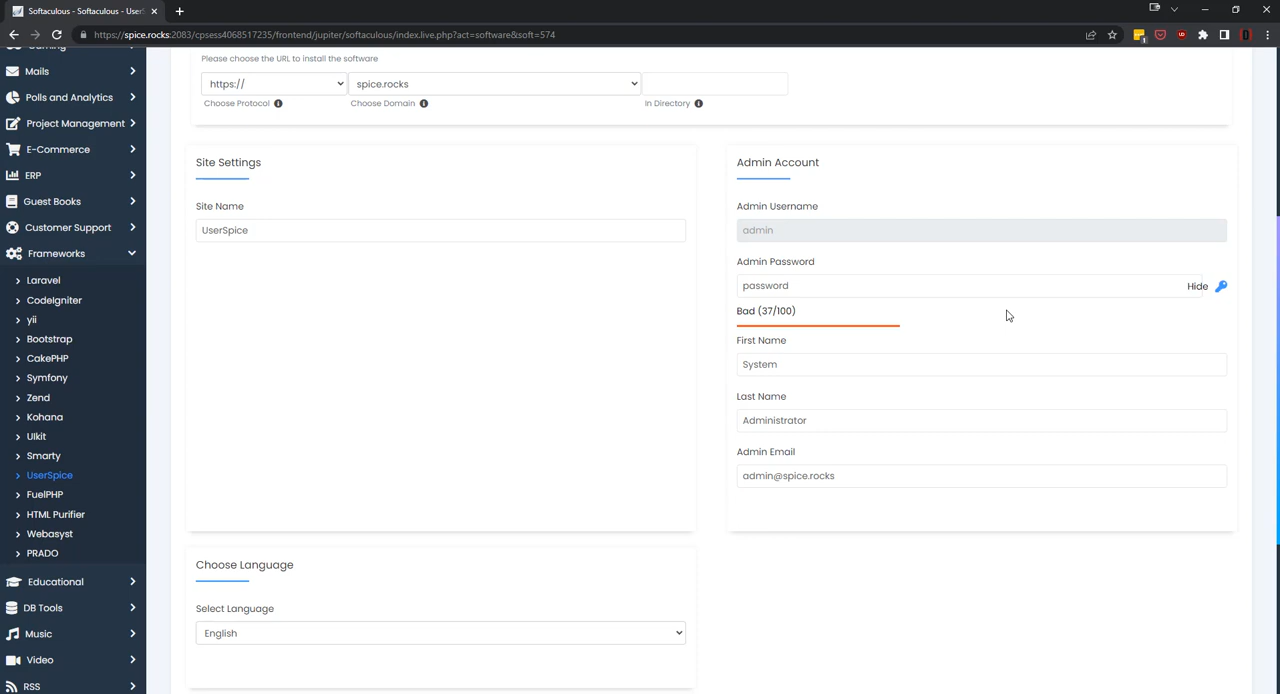 Softaculous - Softaculous - User
https://spice.rocks:2083/cpsess4068517235/frontend/jupiter/softaculous/index.live.php?act=software&soft=574
Gaming
Mails
Polls and Analytics
Project Management
E-Commerce
ERP
Guest Books
Customer Support
Frameworks
Laravel
CodeIgniter
yii
Bootstrap
CakePHP
Symfony
Zend
Kohana
UIkit
Smarty
UserSpice
FuelPHP
HTML Purifier
Webasyst
PRADO
Educational
DB Tools
Music
Video
RSS
Please choose the URL to install the software
https://
spice.rocks
Choose Protocol
Choose Domain
In Directory
Site Settings
Site Name
UserSpice
Admin Account
Admin Username
admin
Admin Password
password
Hide
Bad (37/100)
First Name
System
Last Name
Administrator
Admin Email
admin@spice.rocks
Choose Language
Select Language
English